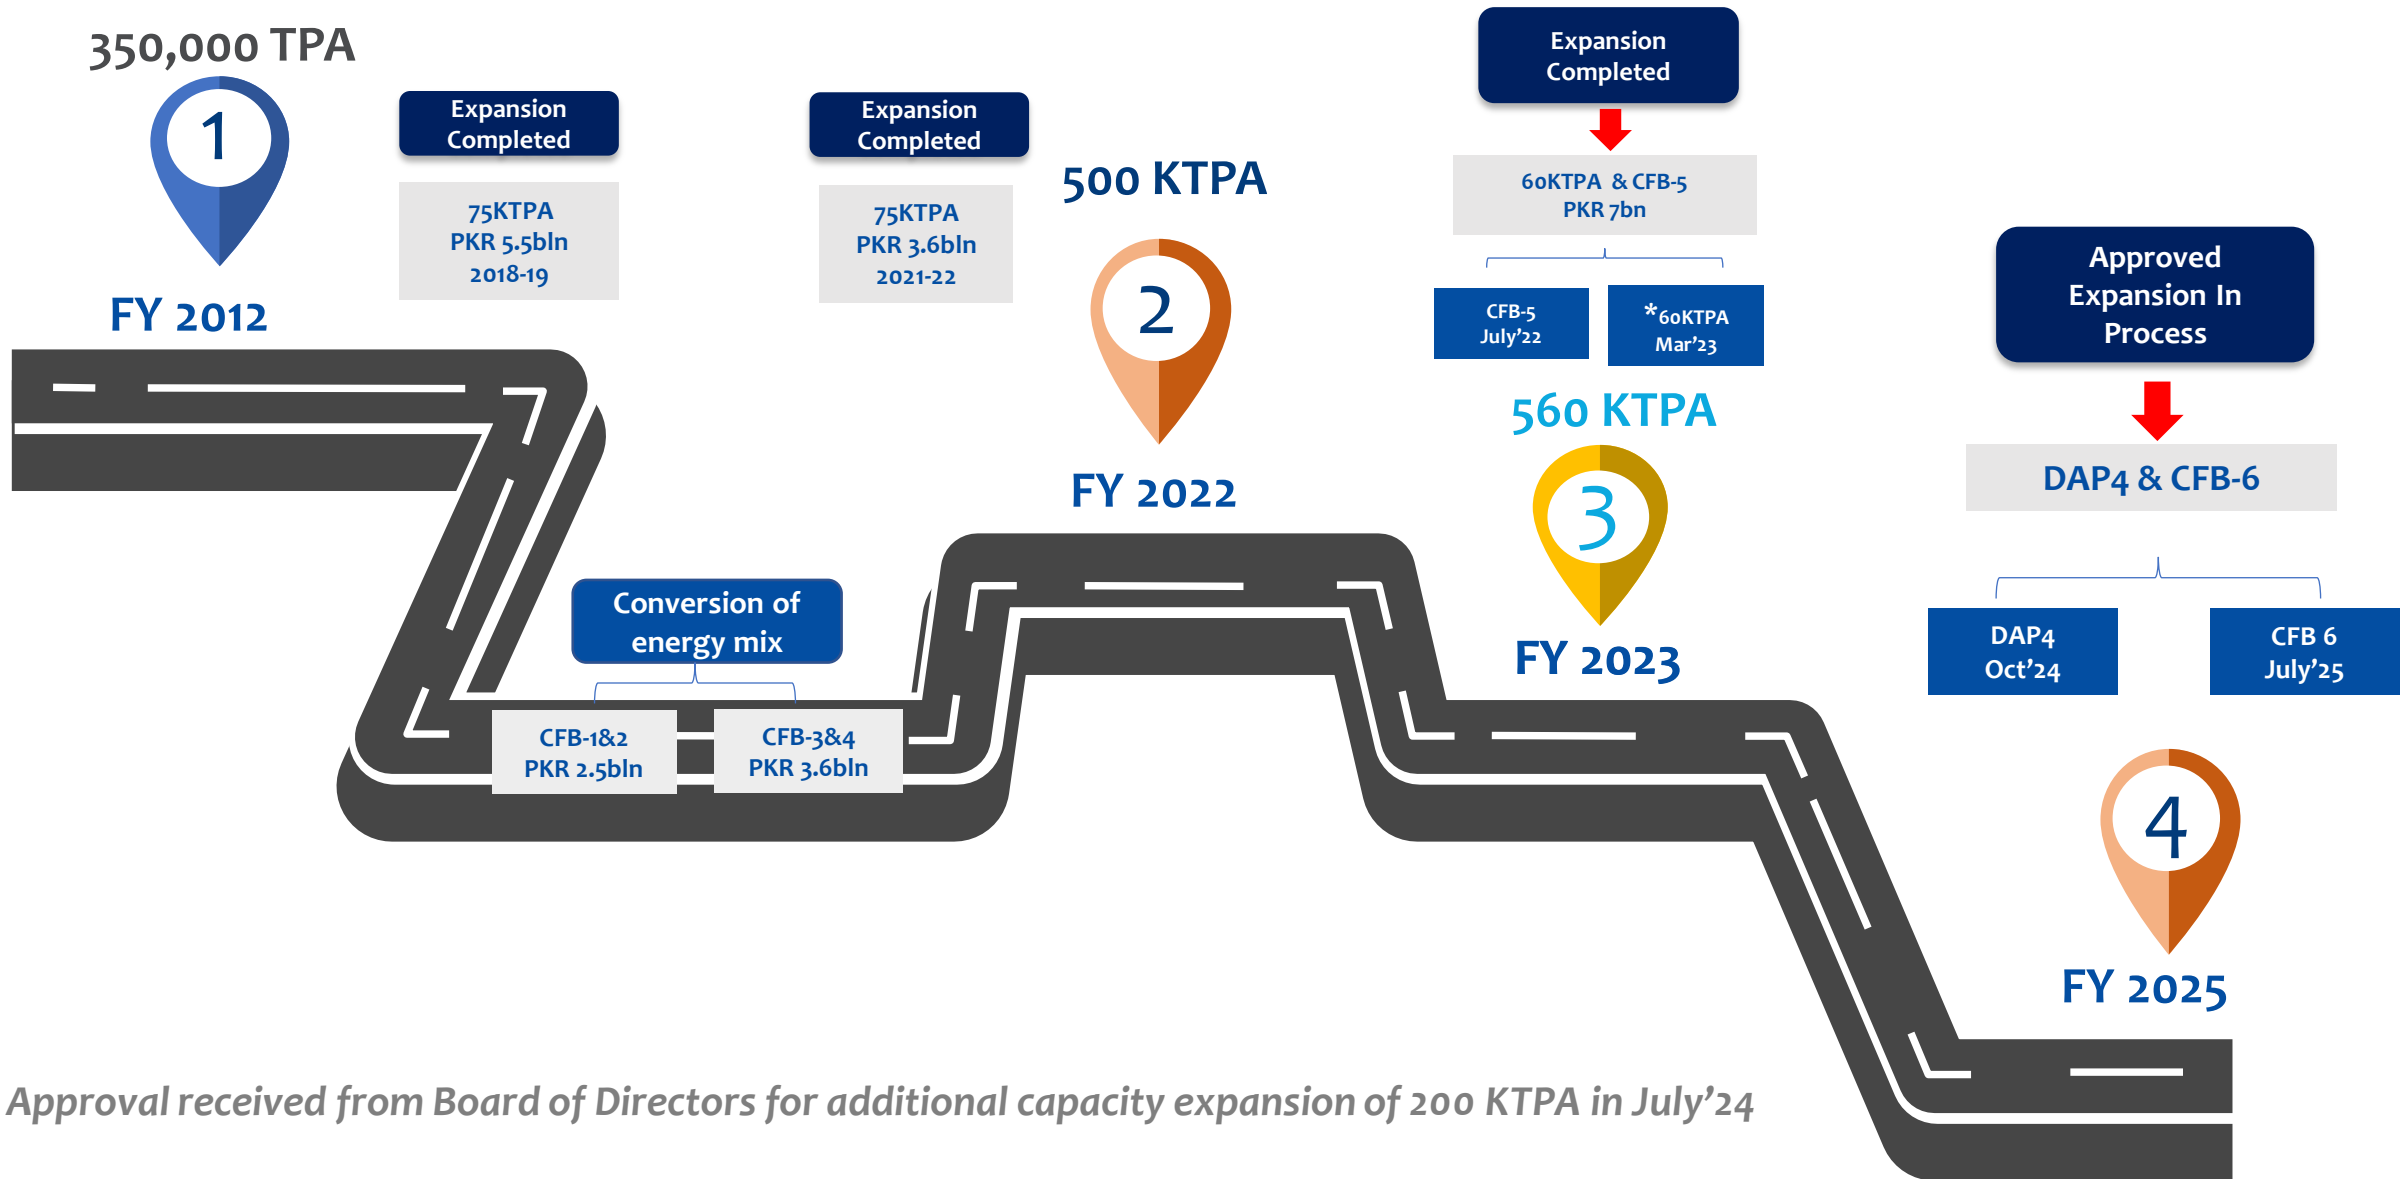 350,000 TPA
1
FY 2012
Expansion
Completed
75KTPA
PKR 5.5bln
2018-19
Conversion of
energy mix
CFB-1&2
PKR 2.5bln
CFB-3&4
PKR 3.6bln
Expansion
Completed
75KTPA
PKR 3.6bln
2021-22
500 KTPA
2
FY 2022
Expansion
Completed
60KTPA & CFB-5
PKR 7bn
CFB-5
July’22
*60KTPA
Mar’23
560 KTPA
3
FY 2023
Approved
Expansion In
Process
DAP4 & CFB-6
DAP4
Oct’24
CFB 6
July’25
4
FY 2025
Approval received from Board of Directors for additional capacity expansion of 200 KTPA in July’24